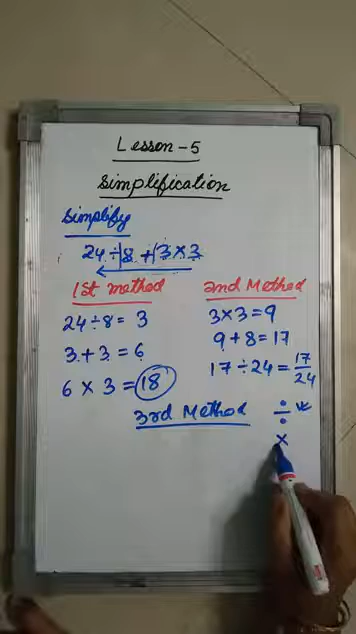 Lesson - 5
Simplification
Simplify
24 ÷ 8 + 3 × 3
1st method
24 ÷ 8 = 3
3 + 3 = 6
6 × 3 = 18
2nd Method
3 × 3 = 9
9 + 8 = 17
17 ÷ 24 = 17/24
3rd Method
÷
÷
×